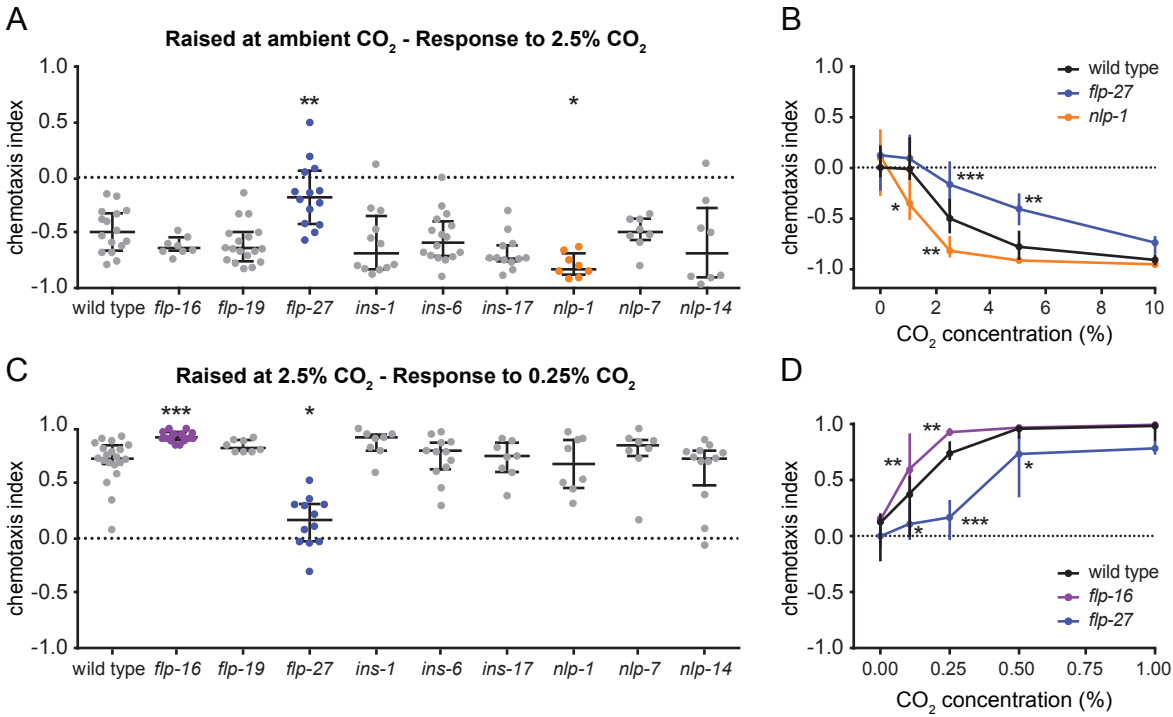 A
Raised at ambient CO2 - Response to 2.5% CO2
chemotaxis index
1.0
0.5
0.0
-0.5
-1.0
**
*
wild type flp-16 flp-19 flp-27 ins-1 ins-6 ins-17 nlp-1 nlp-7 nlp-14
B
chemotaxis index
1.0
0.5
0.0
-0.5
-1.0
wild type
flp-27
nlp-1
***
**
*
**
0 2 4 6 8 10
CO2 concentration (%)
C
Raised at 2.5% CO2 - Response to 0.25% CO2
chemotaxis index
1.0
0.5
0.0
-0.5
-1.0
***
*
wild type flp-16 flp-19 flp-27 ins-1 ins-6 ins-17 nlp-1 nlp-7 nlp-14
D
chemotaxis index
1.0
0.5
0.0
-0.5
-1.0
**
**
*
***
*
wild type
flp-16
flp-27
0.00 0.25 0.50 0.75 1.00
CO2 concentration (%)